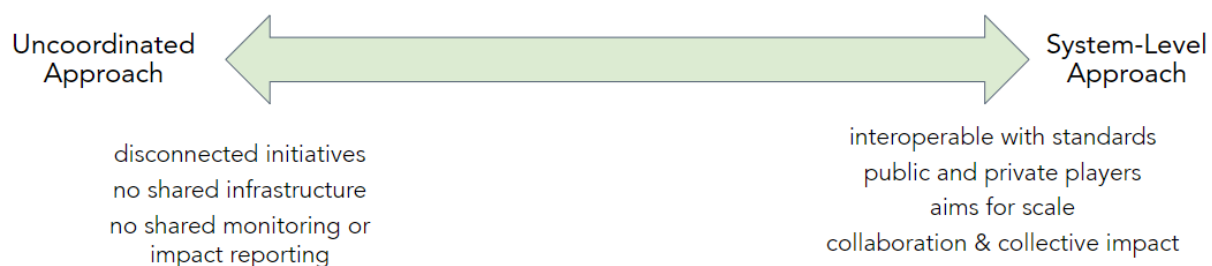 Uncoordinated
Approach
System-Level
Approach
disconnected initiatives
no shared infrastructure
no shared monitoring or
impact reporting
interoperable with standards
public and private players
aims for scale
collaboration & collective impact